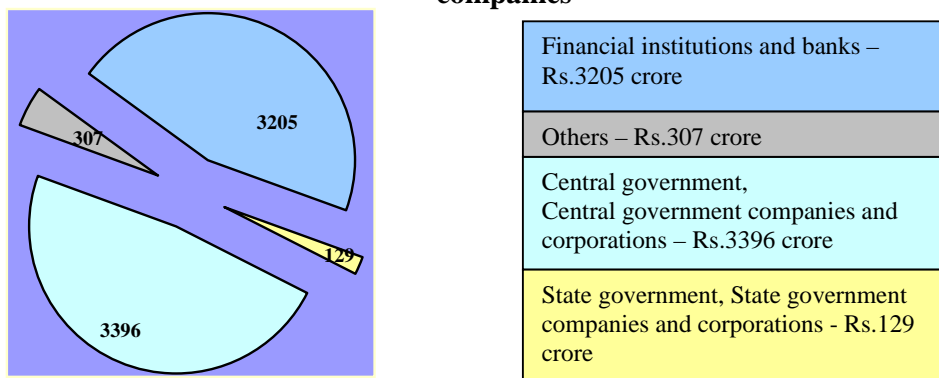 companies
3205
307
129
3396
Financial institutions and banks –
Rs.3205 crore
Others – Rs.307 crore
Central government,
Central government companies and
corporations – Rs.3396 crore
State government, State government
companies and corporations - Rs.129
crore